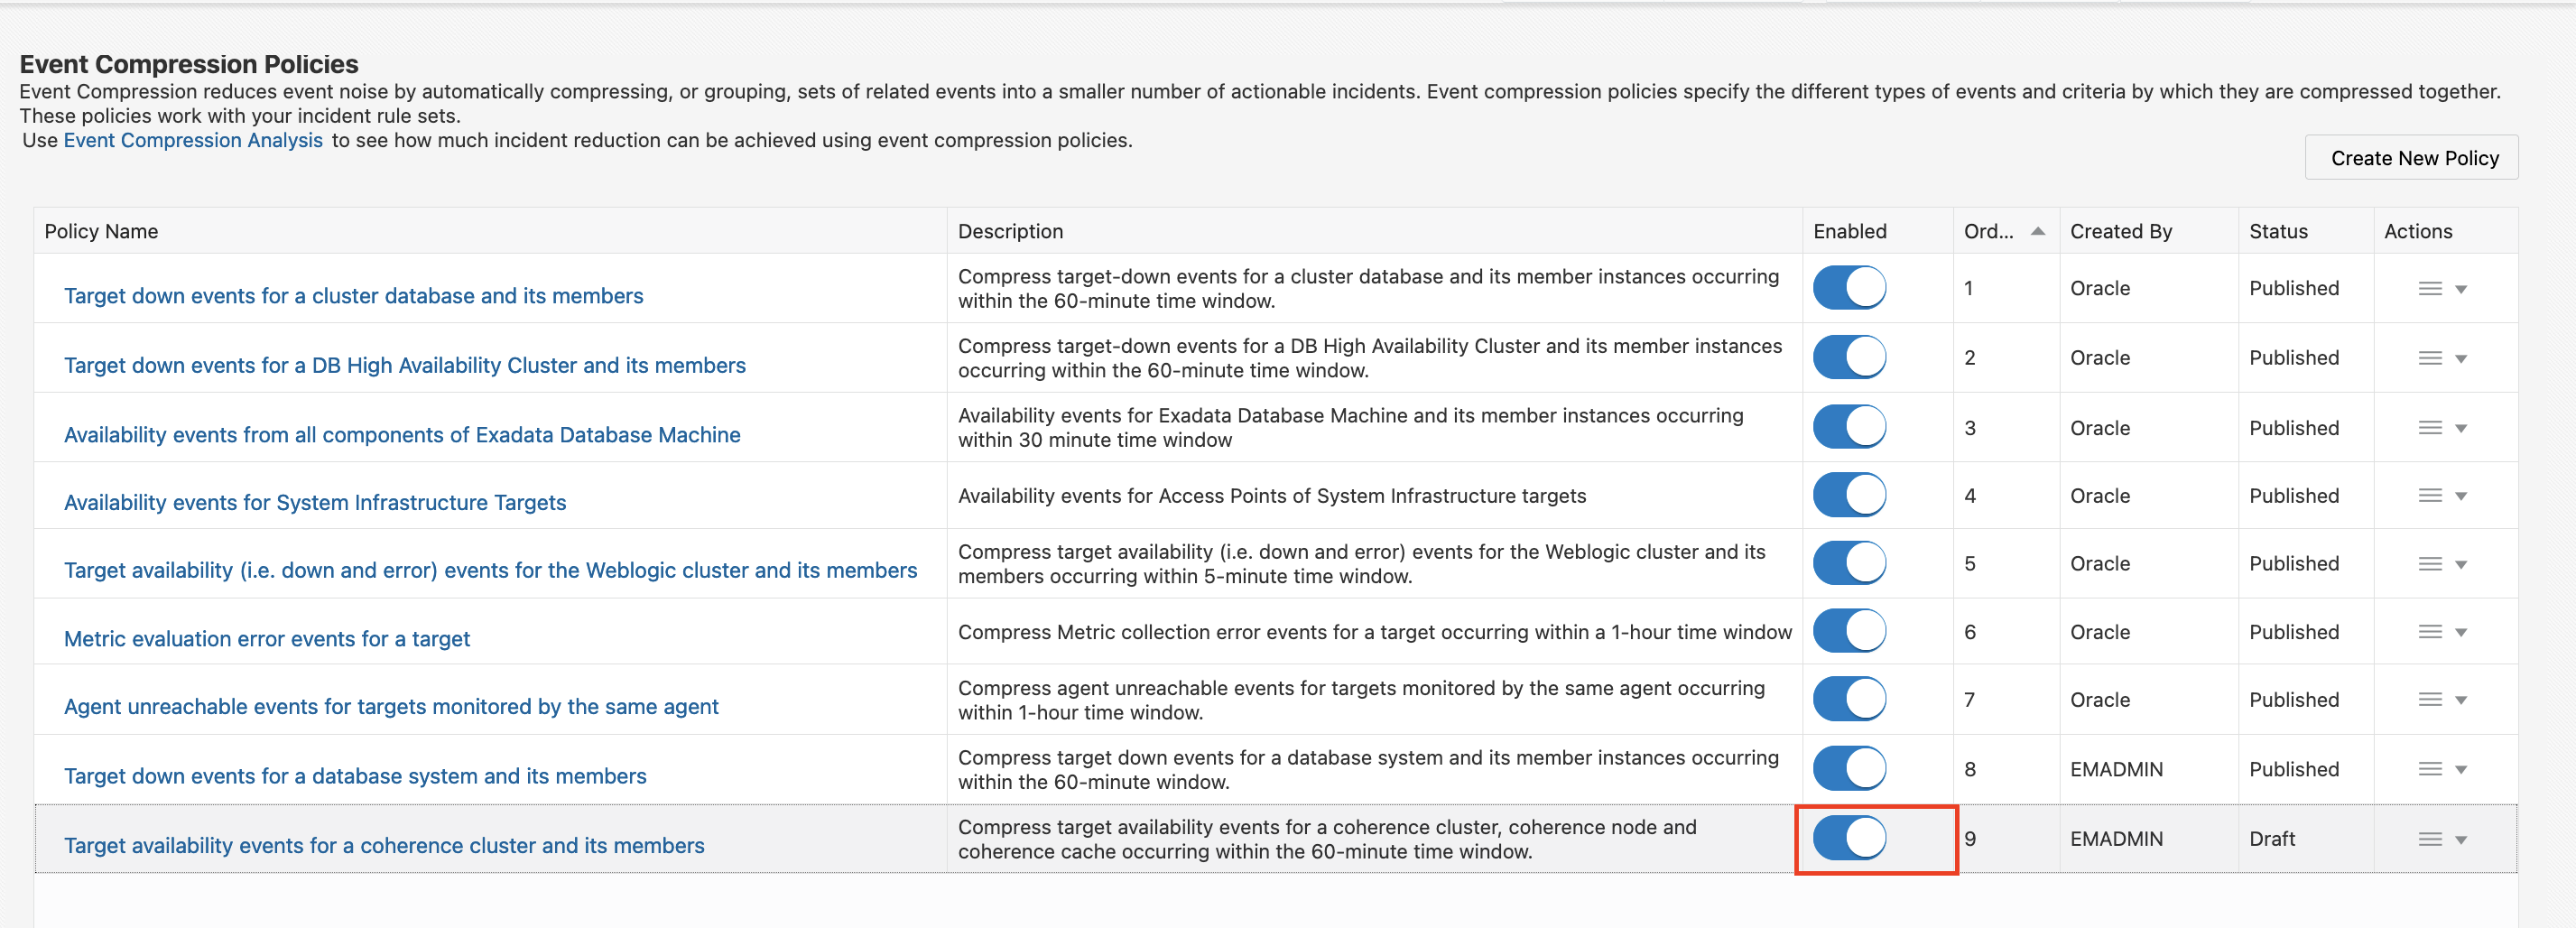 Event Compression Policies
Event Compression reduces event noise by automatically compressing, or grouping, sets of related events into a smaller number of actionable incidents. Event compression policies specify the different types of events and criteria by which they are compressed together.
These policies work with your incident rule sets.
Use Event Compression Analysis to see how much incident reduction can be achieved using event compression policies.
Create New Policy
Policy Name Description Enabled Ord... Created By Status Actions
Target down events for a cluster database and its members
Compress target-down events for a cluster database and its member instances occurring
within the 60-minute time window.
1 Oracle Published
Target down events for a DB High Availability Cluster and its members
Compress target-down events for a DB High Availability Cluster and its member instances
occurring within the 60-minute time window.
2 Oracle Published
Availability events from all components of Exadata Database Machine
Availability events for Exadata Database Machine and its member instances occurring
within 30 minute time window
3 Oracle Published
Availability events for System Infrastructure Targets
Availability events for Access Points of System Infrastructure targets
4 Oracle Published
Target availability (i.e. down and error) events for the Weblogic cluster and its members
Compress target availability (i.e. down and error) events for the Weblogic cluster and its
members occurring within 5-minute time window.
5 Oracle Published
Metric evaluation error events for a target
Compress Metric collection error events for a target occurring within a 1-hour time window
6 Oracle Published
Agent unreachable events for targets monitored by the same agent
Compress agent unreachable events for targets monitored by the same agent occurring
within 1-hour time window.
7 Oracle Published
Target down events for a database system and its members
Compress target down events for a database system and its member instances occurring
within the 60-minute window.
8 EMADMIN Published
Target availability events for a coherence cluster and its members
Compress target availability events for a coherence cluster, coherence node and
coherence cache occurring within the 60-minute time window.
9 EMADMIN Draft